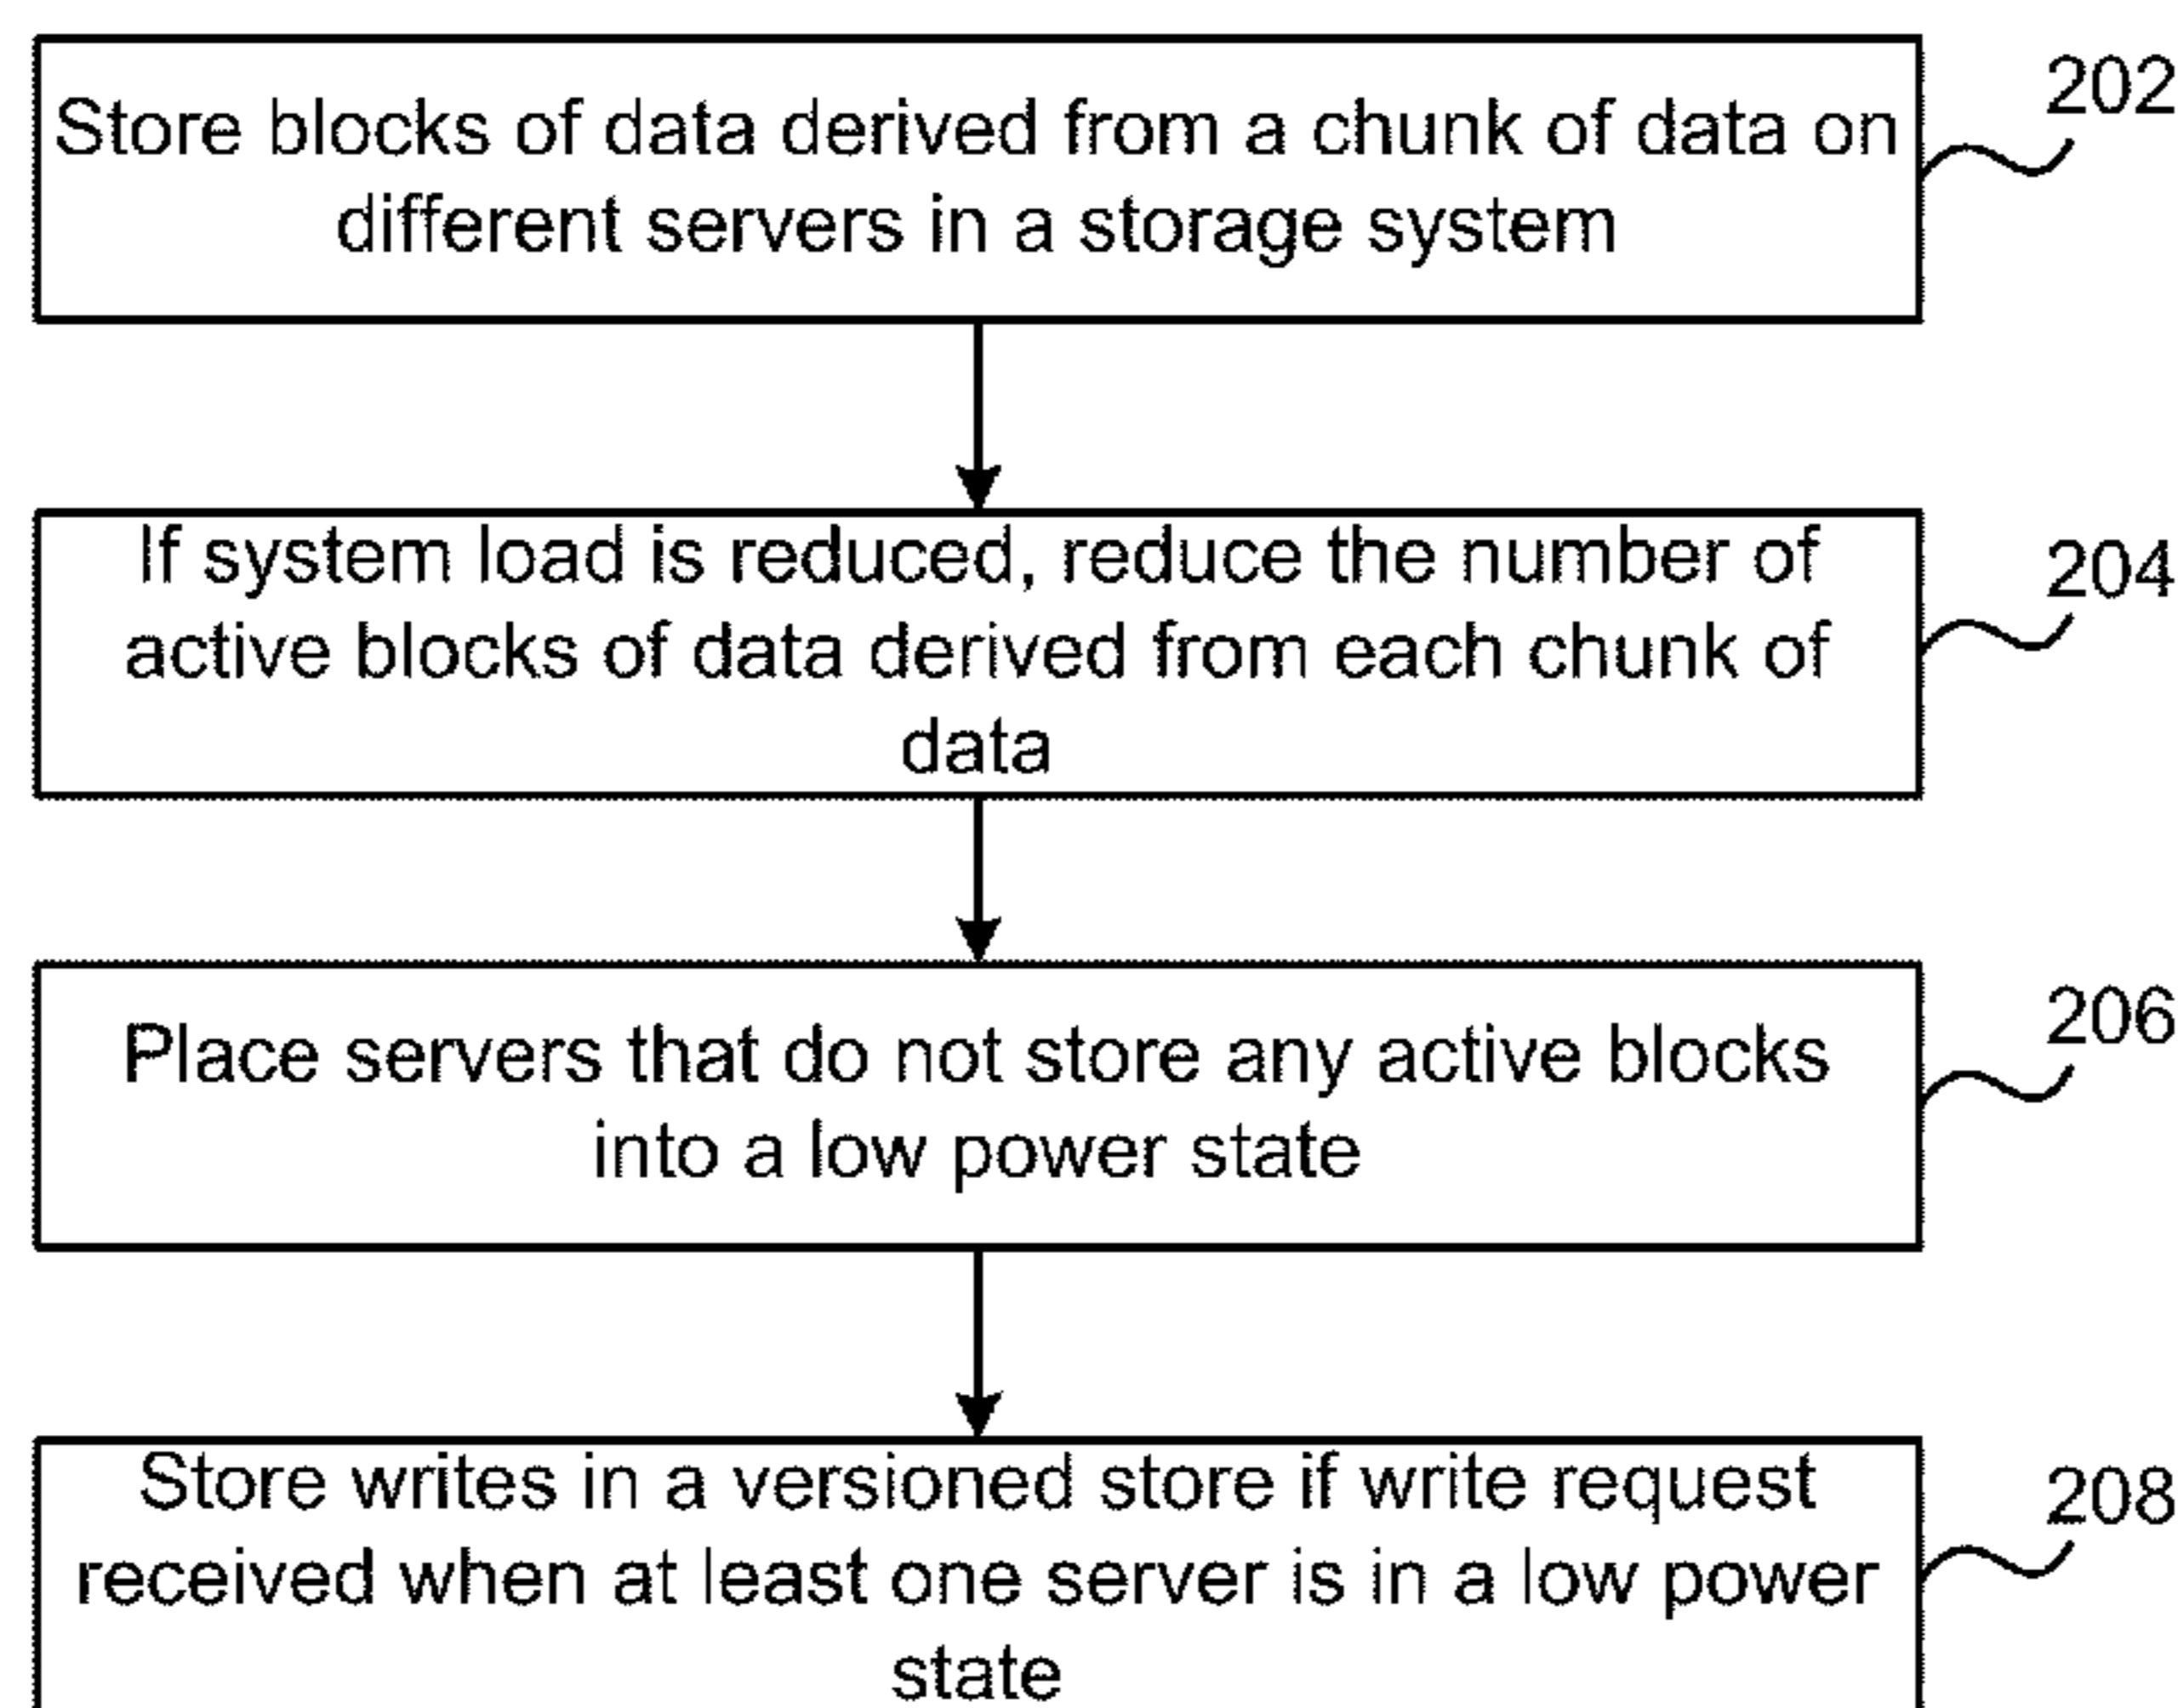 Store blocks of data derived from a chunk of data on
different servers in a storage system
202
If system load is reduced, reduce the number of
active blocks of data derived from each chunk of
data
204
Place servers that do not store any active blocks
into a low power state
206
Store writes in a versioned store if write request
received when at least one server is in a low power
state
208